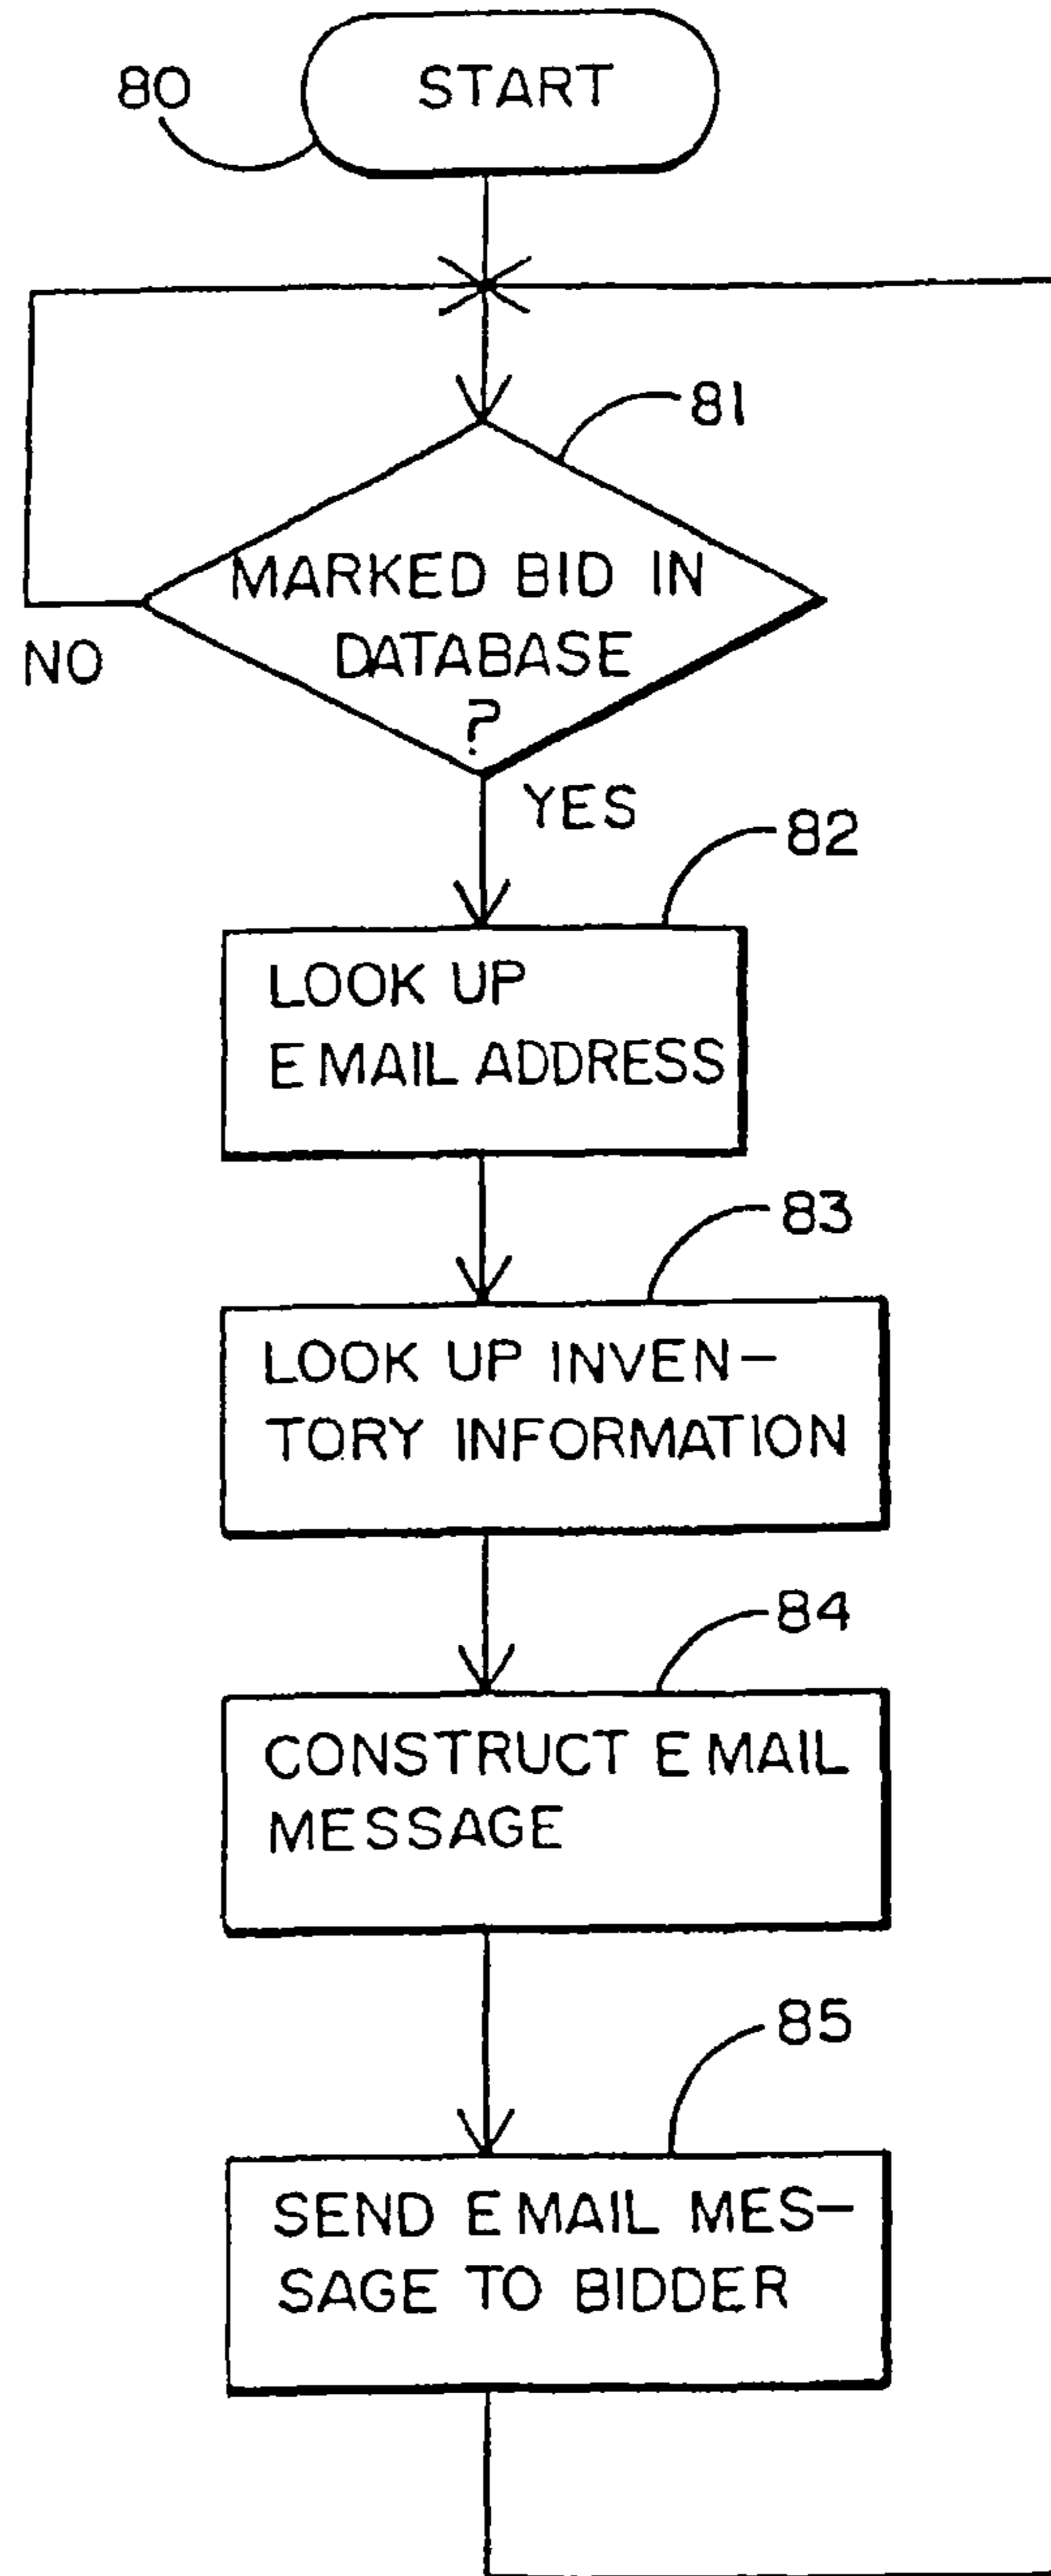 80
START
81
MARKED BID IN
DATABASE
?
NO
YES
82
LOOK UP
E MAIL ADDRESS
83
LOOK UP INVEN-
TORY INFORMATION
84
CONSTRUCT E MAIL
MESSAGE
85
SEND E MAIL MES-
SAGE TO BIDDER